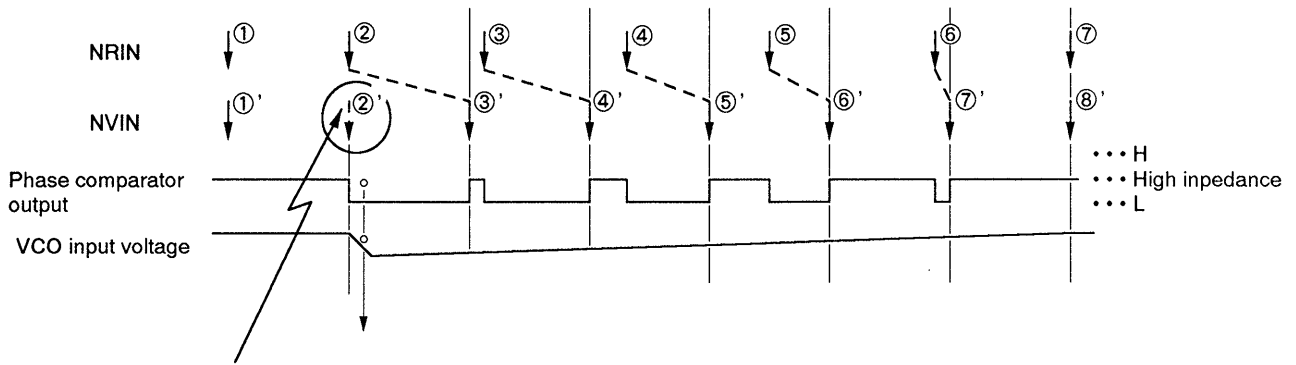 ① ② ③ ④ ⑤ ⑥ ⑦
NRIN
①' ②' ③' ④' ⑤' ⑥' ⑦' ⑧'
NVIN
••• H
Phase comparator output
••• High inpedance
••• L
VCO input voltage